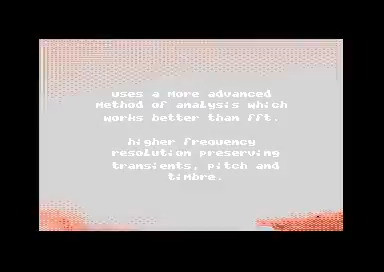 uses a more advanced
method of analysis which
works better than fft.
higher frequency
resolution preserving
transients, pitch and
timbre.